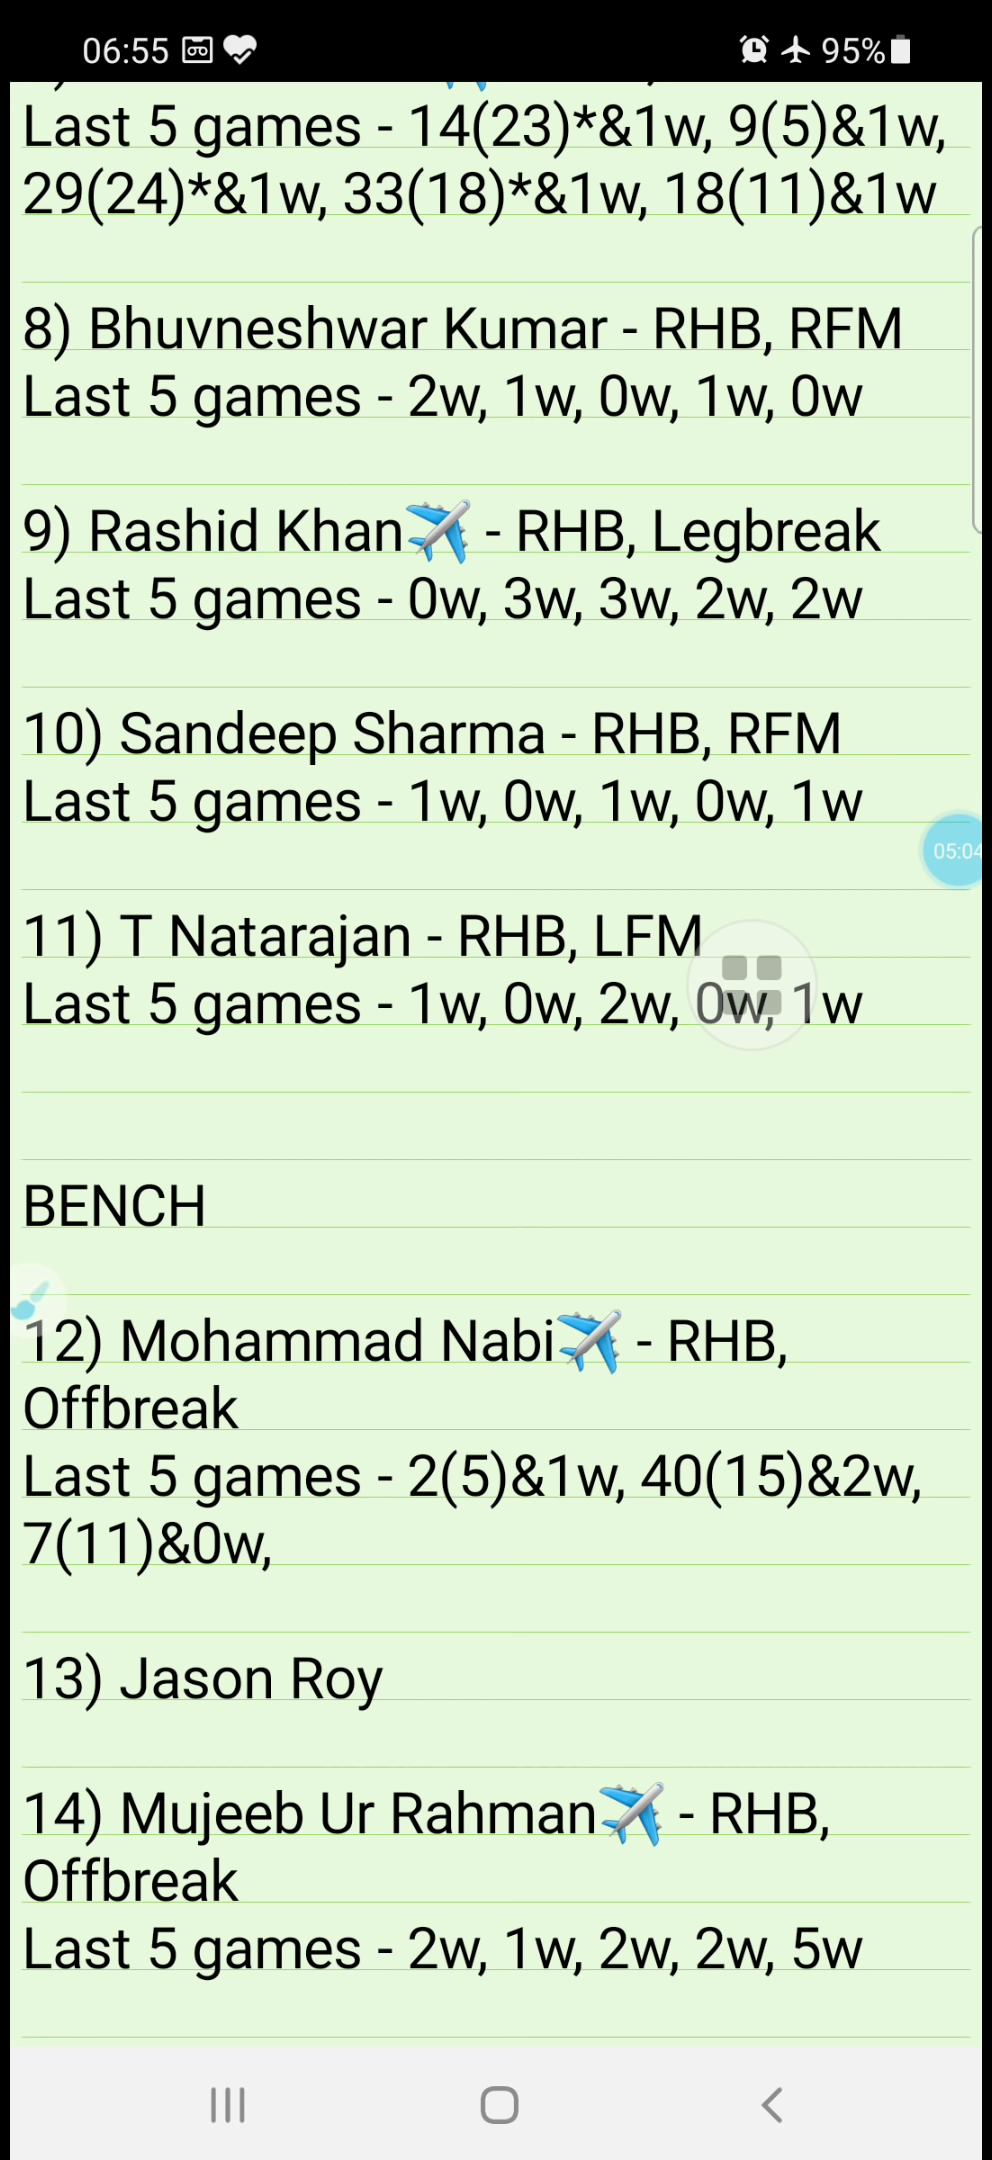 06:55 95%
Last 5 games - 14(23)*&1w, 9(5)&1w,
29(24)*&1w, 33(18)*&1w, 18(11)&1w
8) Bhuvneshwar Kumar - RHB, RFM
Last 5 games - 2w, 1w, 0w, 1w, 0w
9) Rashid Khan✈️ - RHB, Legbreak
Last 5 games - 0w, 3w, 3w, 2w, 2w
10) Sandeep Sharma - RHB, RFM
Last 5 games - 1w, 0w, 1w, 0w, 1w
05:04
11) T Natarajan - RHB, LFM
Last 5 games - 1w, 0w, 2w, 0w, 1w
BENCH
12) Mohammad Nabi✈️ - RHB,
Offbreak
Last 5 games - 2(5)&1w, 40(15)&2w,
7(11)&0w,
13) Jason Roy
14) Mujeeb Ur Rahman✈️ - RHB,
Offbreak
Last 5 games - 2w, 1w, 2w, 2w, 5w